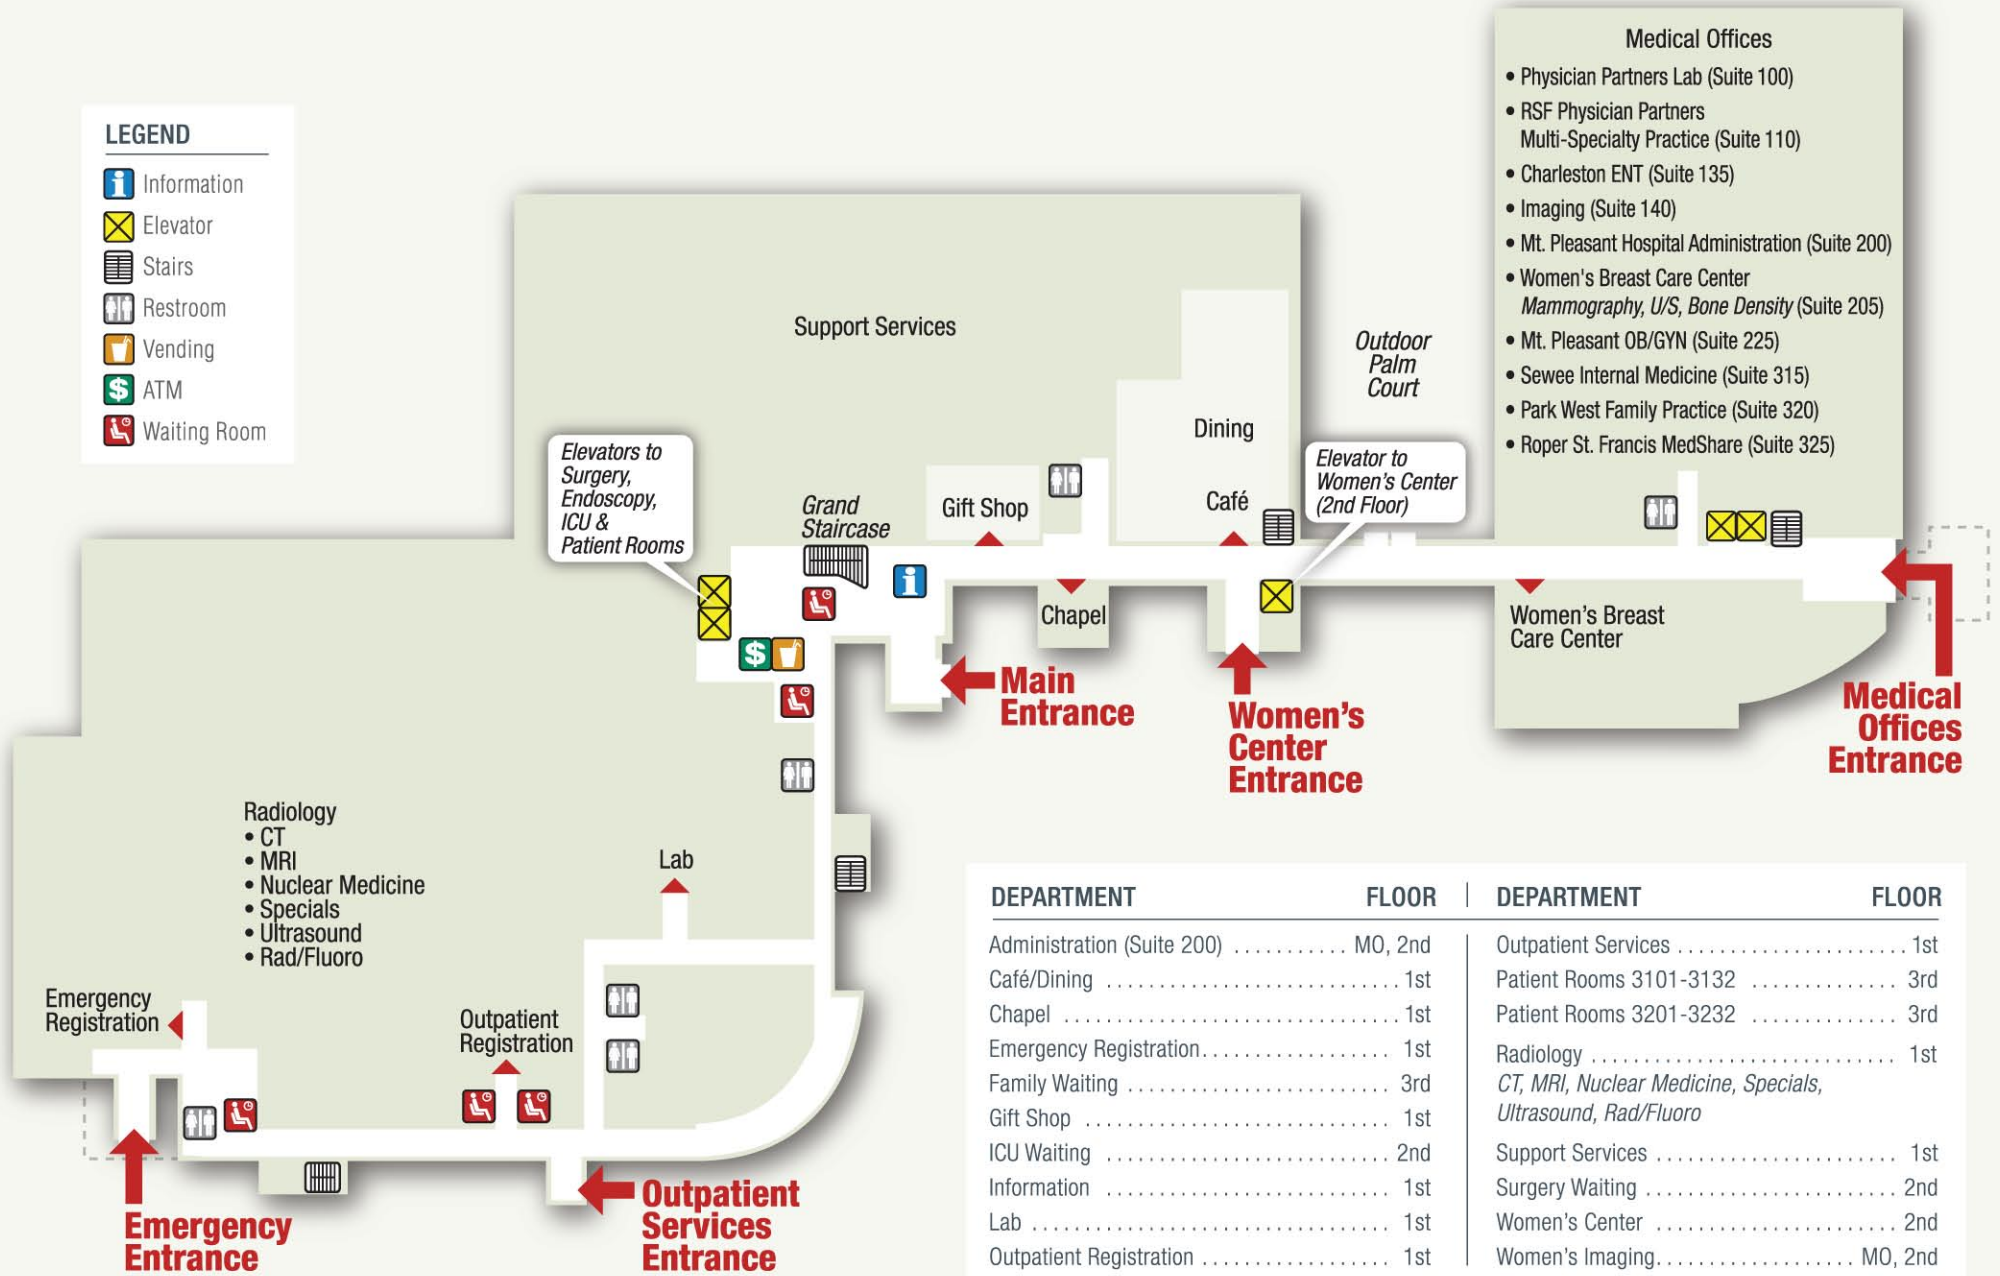 LEGEND
Information
Elevator
Stairs
Restroom
Vending
$ ATM
Waiting Room
Medical Offices
• Physician Partners Lab (Suite 100)
• RSF Physician Partners
Multi-Specialty Practice (Suite 110)
• Charleston ENT (Suite 135)
• Imaging (Suite 140)
• Mt. Pleasant Hospital Administration (Suite 200)
• Women's Breast Care Center
Mammography, U/S, Bone Density (Suite 205)
• Mt. Pleasant OB/GYN (Suite 225)
• Sewee Internal Medicine (Suite 315)
• Park West Family Practice (Suite 320)
• Roper St. Francis MedShare (Suite 325)
Support Services
Outdoor
Palm
Court
Dining
Café
Gift Shop
Grand
Staircase
Elevators to
Surgery,
Endoscopy,
ICU &
Patient Rooms
Elevator to
Women's Center
(2nd Floor)
i
$
Chapel
Women's Breast
Care Center
Main
Entrance
Women's
Center
Entrance
Medical
Offices
Entrance
Radiology
• CT
• MRI
• Nuclear Medicine
• Specials
• Ultrasound
• Rad/Fluoro
Lab
Emergency
Registration
Outpatient
Registration
Emergency
Entrance
Outpatient
Services
Entrance
DEPARTMENT FLOOR
Administration (Suite 200) ........... MO, 2nd
Café/Dining ............................ 1st
Chapel ................................ 1st
Emergency Registration.................. 1st
Family Waiting ......................... 3rd
Gift Shop ............................. 1st
ICU Waiting ........................... 2nd
Information ........................... 1st
Lab .................................. 1st
Outpatient Registration .................. 1st
DEPARTMENT FLOOR
Outpatient Services ...................... 1st
Patient Rooms 3101-3132 .............. 3rd
Patient Rooms 3201-3232 .............. 3rd
Radiology ............................. 1st
CT, MRI, Nuclear Medicine, Specials,
Ultrasound, Rad/Fluoro
Support Services ....................... 1st
Surgery Waiting ........................ 2nd
Women's Center ....................... 2nd
Women's Imaging................... MO, 2nd